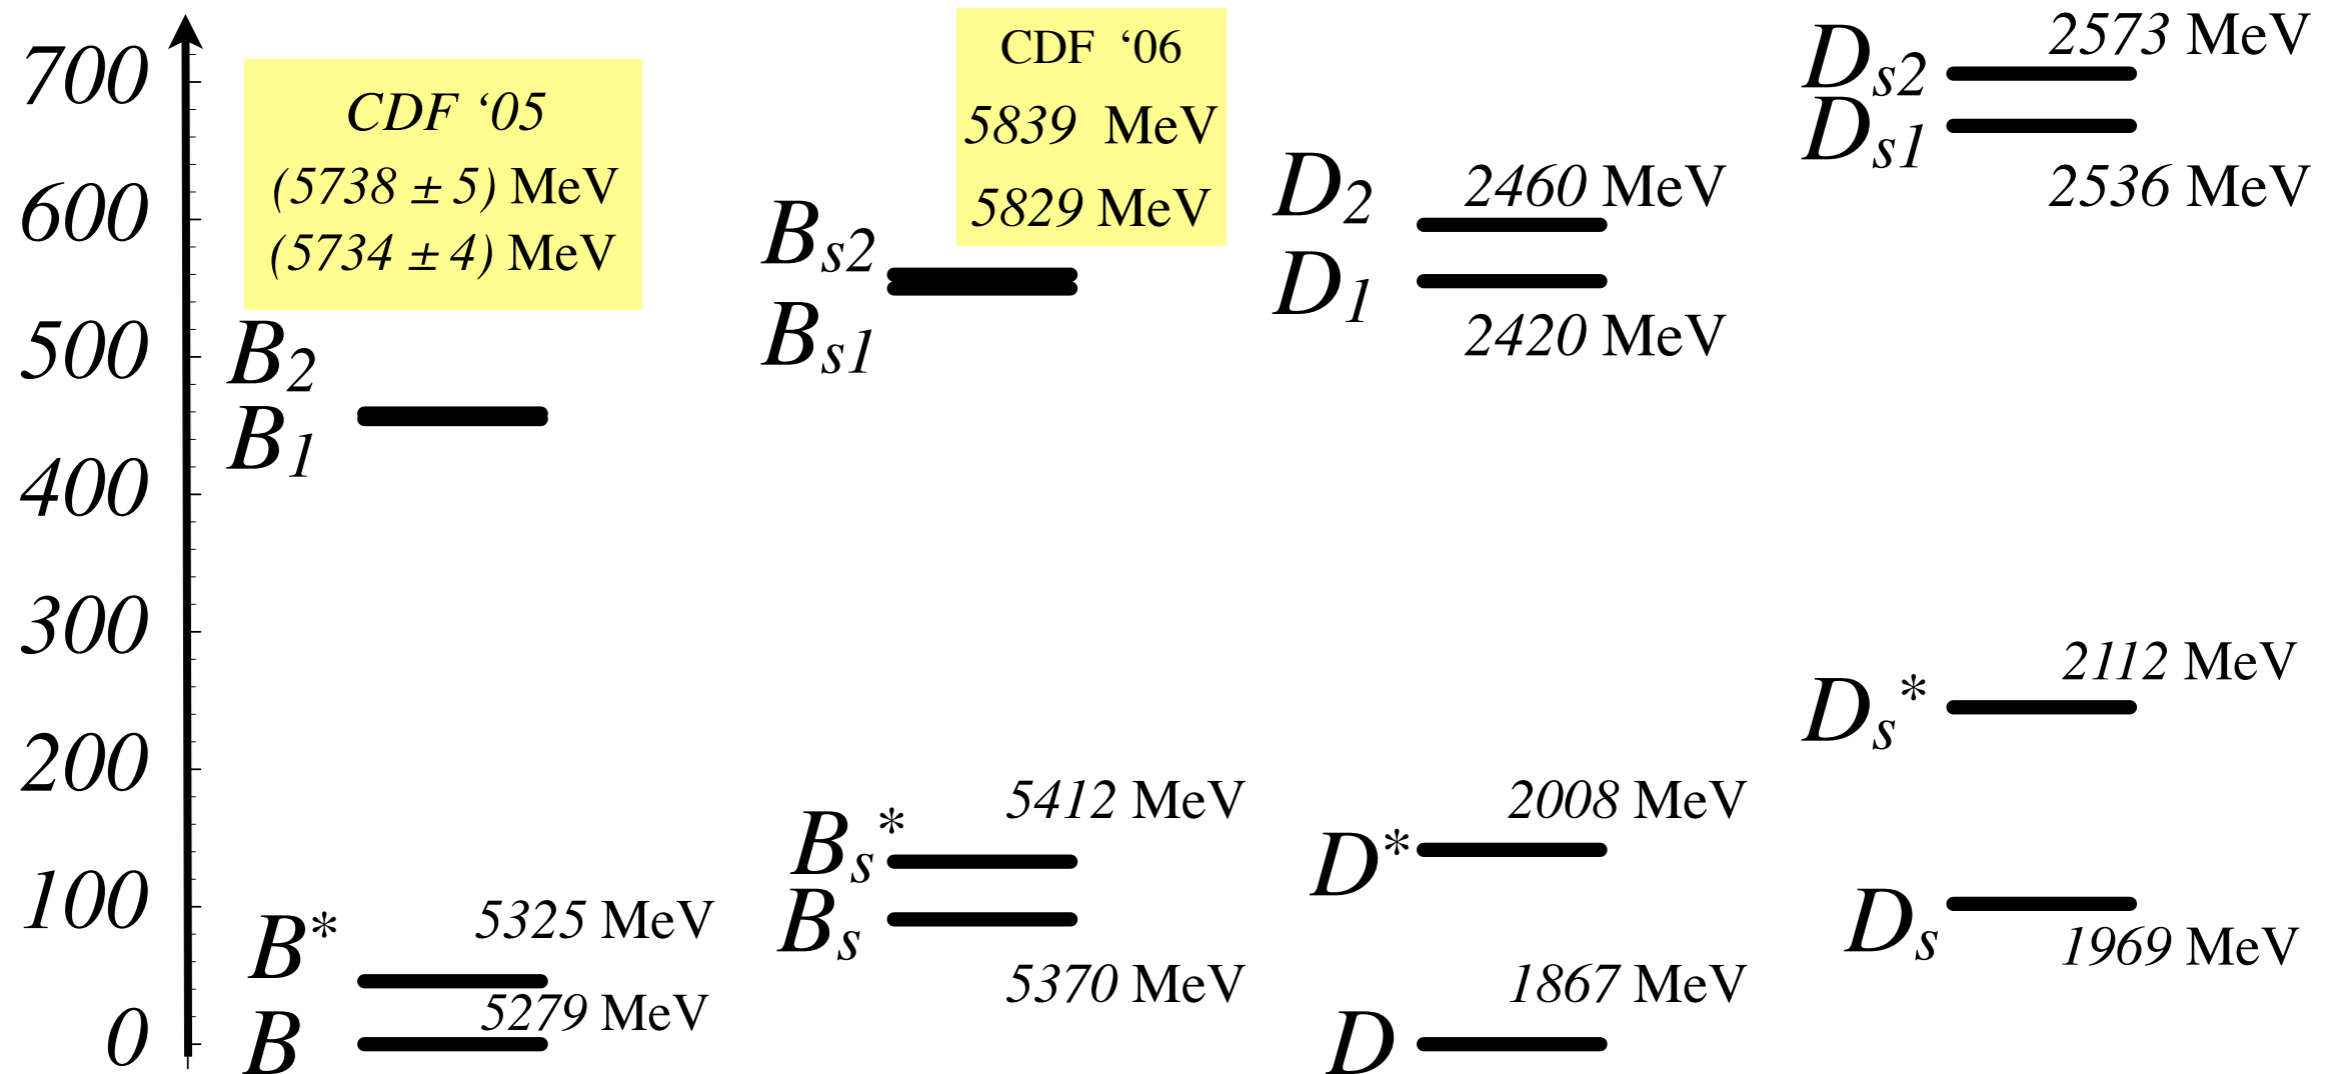 700
600
500
400
300
200
100
0
CDF ‘05
(5738 ± 5) MeV
(5734 ± 4) MeV
B2
B1
B*
5325 MeV
5279 MeV
B
CDF ‘06
5839 MeV
5829 MeV
Bs2
Bs1
5412 MeV
Bs*
Bs
5370 MeV
D2
2460 MeV
D1
2420 MeV
2008 MeV
D*
1867 MeV
D
2573 MeV
Ds2
Ds1
2536 MeV
2112 MeV
Ds*
Ds
1969 MeV